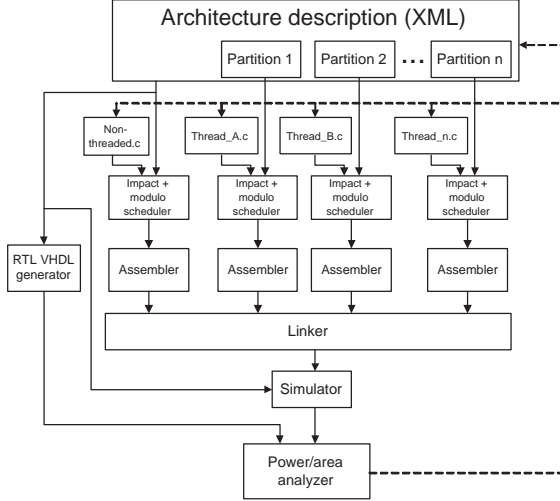 Architecture description (XML)
Partition 1
Partition 2
...
Partition n
Non-
threaded.c
Thread_A.c
Thread_B.c
Thread_n.c
Impact +
modulo
scheduler
Impact +
modulo
scheduler
Impact +
modulo
scheduler
Impact +
modulo
scheduler
RTL VHDL
generator
Assembler
Assembler
Assembler
Assembler
Linker
Simulator
Power/area
analyzer